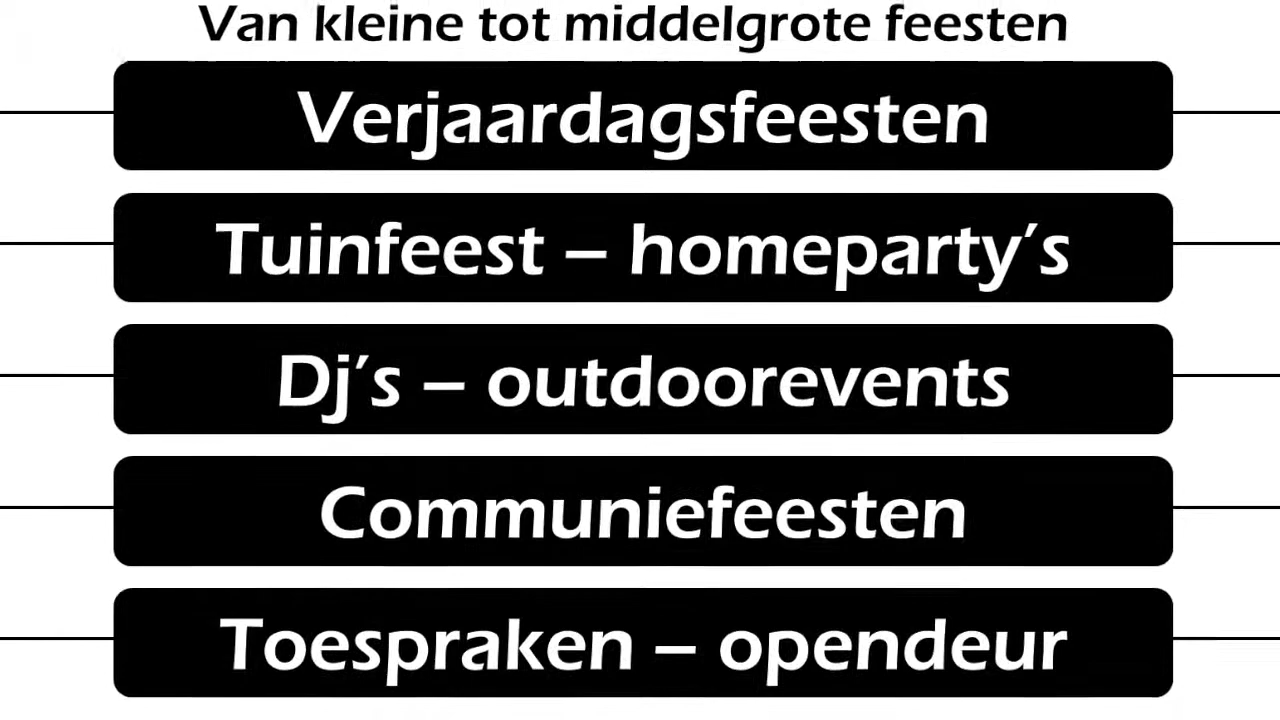 Van kleine tot middelgrote feesten
Verjaardagsfeesten
Tuinfeest – homeparty’s
Dj’s – outdoorevents
Communiefeesten
Toespraken – opendeur